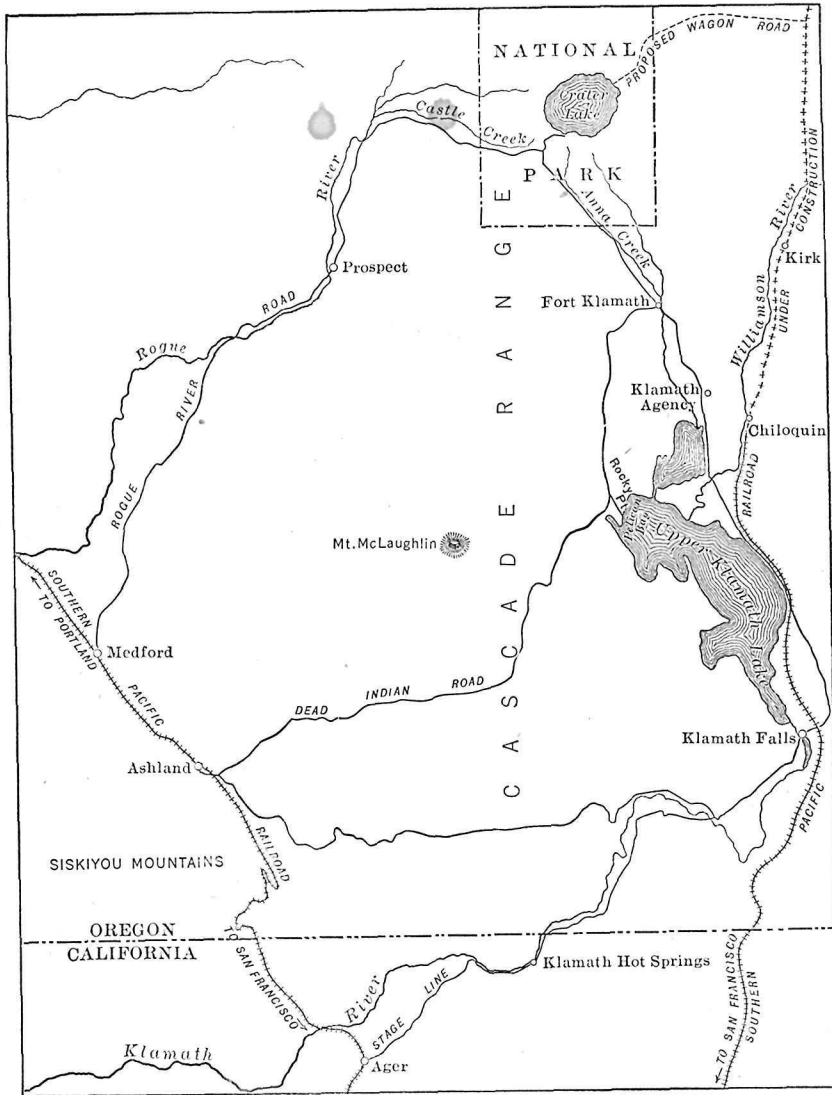 NATIONAL
PROPOSED WAGON ROAD
Crater
Lake
Castle
Creek
PARK
River
Anna Creek
Prospect
ROAD
Rogue
RIVER
ROGUE
Fort Klamath
River
Williamson
UNDER CONSTRUCTION
Kirk
Klamath
Agency
Chiloquin
RAILROAD
CASCADE RANGE
Rocky Pt.
Pelican
Bay
Upper Klamath Lake
Mt. McLaughlin
SOUTHERN
← TO PORTLAND
PACIFIC
Medford
DEAD INDIAN ROAD
Klamath Falls
Ashland
RAILROAD
PACIFIC
SISKIYOU MOUNTAINS
OREGON
CALIFORNIA
TO SAN FRANCISCO
River
STAGE LINE
Klamath Hot Springs
← TO SAN FRANCISCO
SOUTHERN
Klamath
Ager